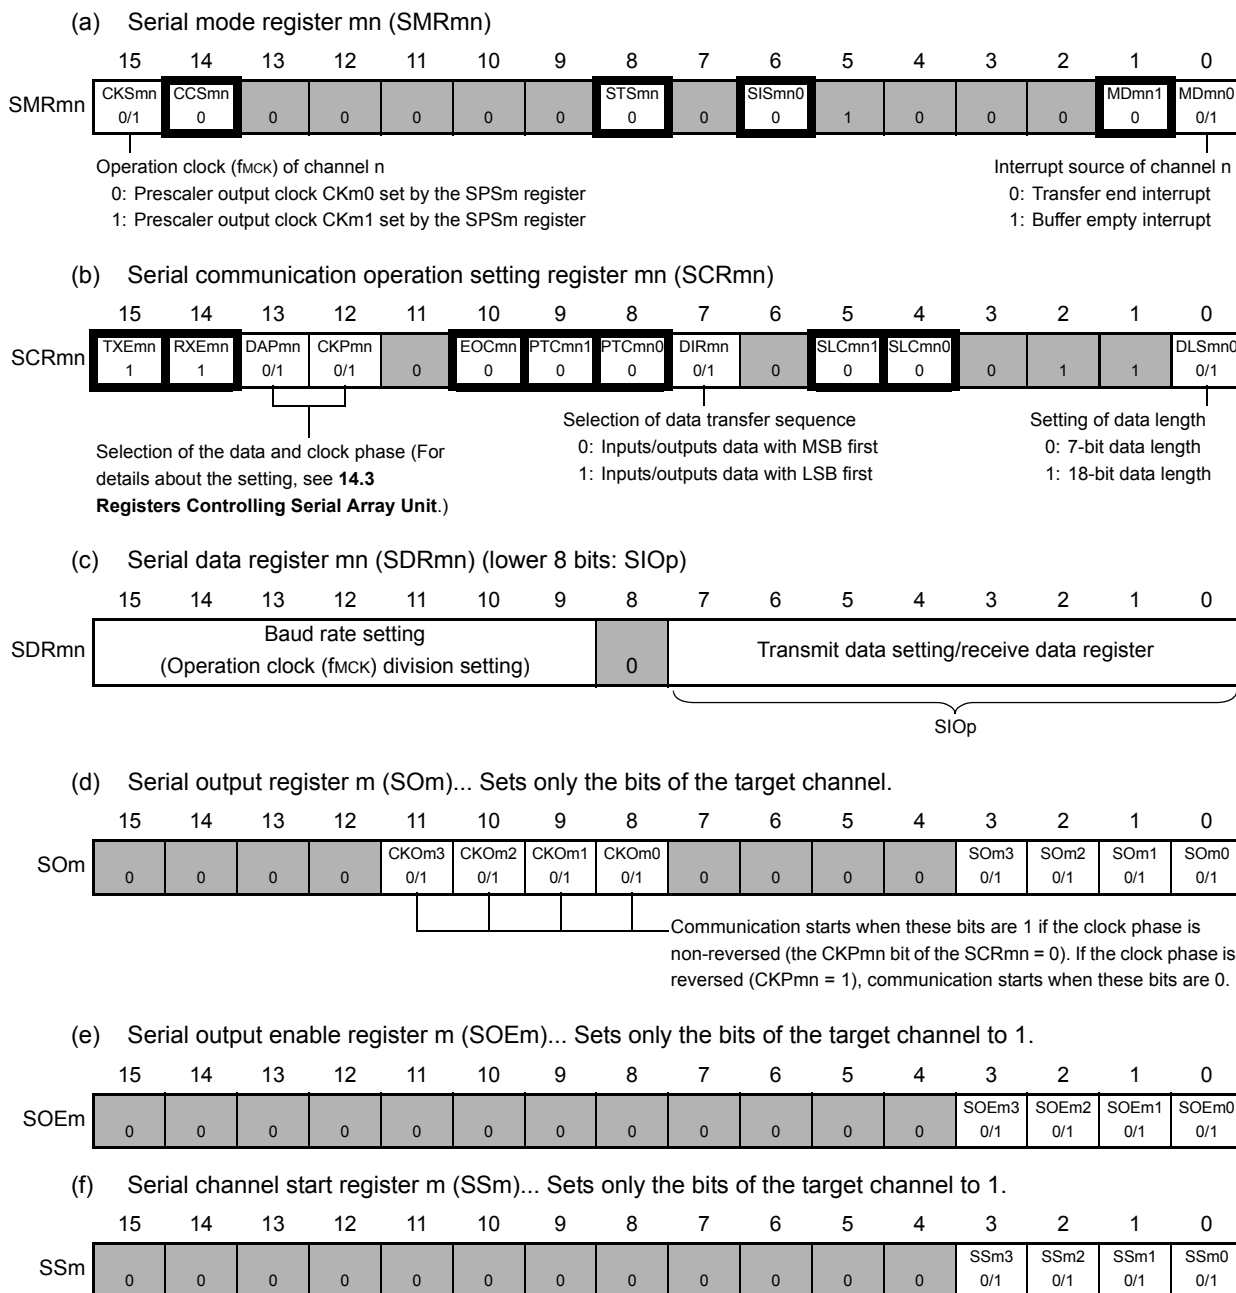 (a) Serial mode register mn (SMRmn)
15 14 13 12 11 10 9 8 7 6 5 4 3 2 1 0
SMRmn CKSmn CCSmn STSmn SISmn0 MDmn1 MDmn0
0/1 0 0 0 0 0 0 0 0 0 1 0 0 0 0 0/1
Operation clock (fMCK) of channel n
0: Prescaler output clock CKm0 set by the SPSm register
1: Prescaler output clock CKm1 set by the SPSm register
Interrupt source of channel n
0: Transfer end interrupt
1: Buffer empty interrupt
(b) Serial communication operation setting register mn (SCRmn)
15 14 13 12 11 10 9 8 7 6 5 4 3 2 1 0
SCRmn TXEmn RXEmn DAPmn CKPmn EOCmn PTCmn1 PTCmn0 DIRmn SLCmn1 SLCmn0 DLSmn0
1 1 0/1 0/1 0 0 0 0 0/1 0 0 0 0 1 1 0/1
Selection of the data and clock phase (For
details about the setting, see 14.3
Registers Controlling Serial Array Unit.)
Selection of data transfer sequence
0: Inputs/outputs data with MSB first
1: Inputs/outputs data with LSB first
Setting of data length
0: 7-bit data length
1: 18-bit data length
(c) Serial data register mn (SDRmn) (lower 8 bits: SIOp)
15 14 13 12 11 10 9 8 7 6 5 4 3 2 1 0
SDRmn
Baud rate setting
(Operation clock (fMCK) division setting)
0
Transmit data setting/receive data register
SIOp
(d) Serial output register m (SOm)... Sets only the bits of the target channel.
15 14 13 12 11 10 9 8 7 6 5 4 3 2 1 0
SOm CKOm3 CKOm2 CKOm1 CKOm0 SOm3 SOm2 SOm1 SOm0
0 0 0 0 0/1 0/1 0/1 0/1 0 0 0 0 0/1 0/1 0/1 0/1
Communication starts when these bits are 1 if the clock phase is
non-reversed (the CKPmn bit of the SCRmn = 0). If the clock phase is
reversed (CKPmn = 1), communication starts when these bits are 0.
(e) Serial output enable register m (SOEm)... Sets only the bits of the target channel to 1.
15 14 13 12 11 10 9 8 7 6 5 4 3 2 1 0
SOEm SOEm3 SOEm2 SOEm1 SOEm0
0 0 0 0 0 0 0 0 0 0 0 0 0/1 0/1 0/1 0/1
(f) Serial channel start register m (SSm)... Sets only the bits of the target channel to 1.
15 14 13 12 11 10 9 8 7 6 5 4 3 2 1 0
SSm SSm3 SSm2 SSm1 SSm0
0 0 0 0 0 0 0 0 0 0 0 0 0/1 0/1 0/1 0/1